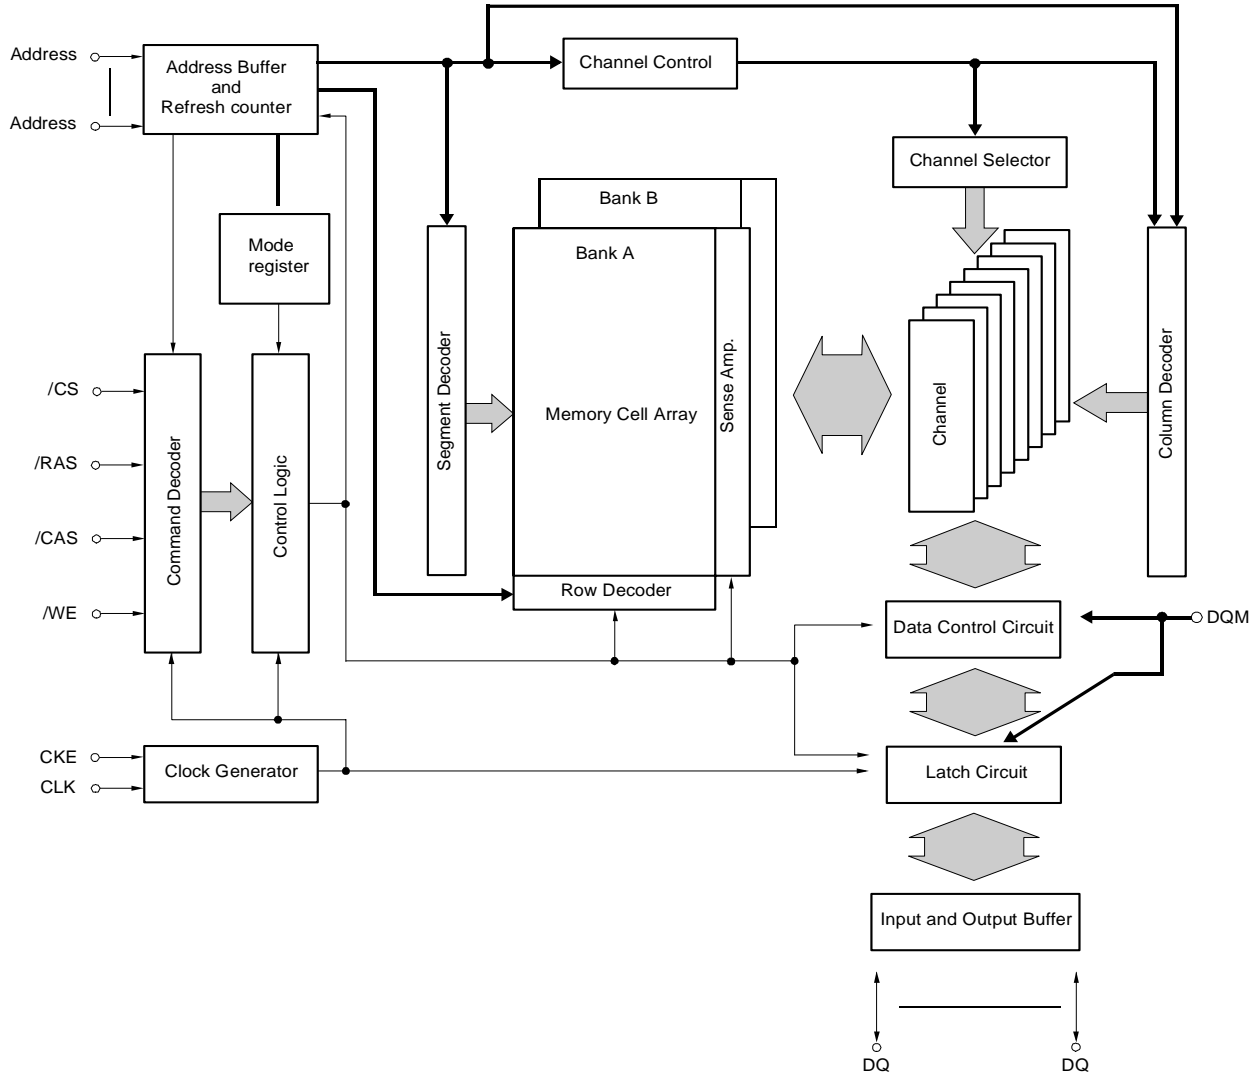 Address
Address
Address Buffer
and
Refresh counter
Channel Control
Channel Selector
Mode
register
Bank B
Bank A
Memory Cell Array
Sense Amp.
Row Decoder
Segment Decoder
Channel
Column Decoder
/CS
/RAS
/CAS
/WE
Command Decoder
Control Logic
Data Control Circuit
DQM
CKE
CLK
Clock Generator
Latch Circuit
Input and Output Buffer
DQ
DQ